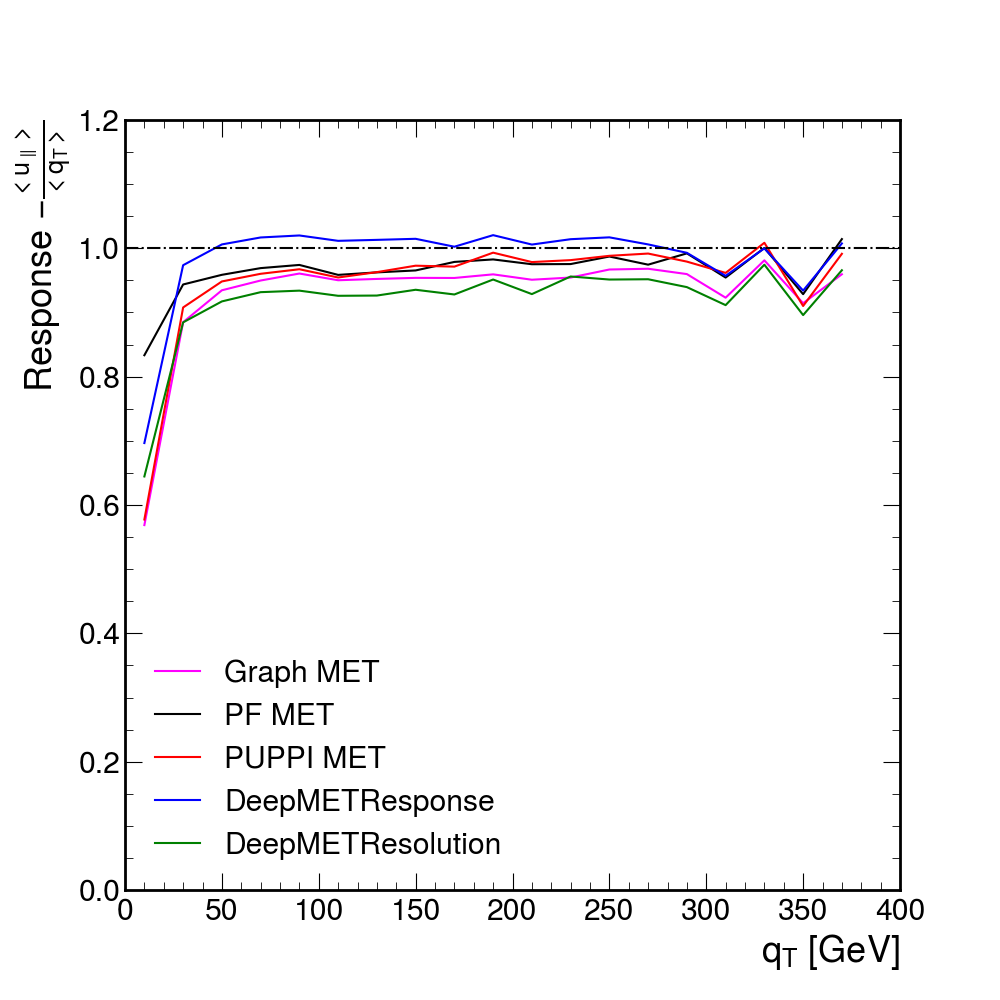 Response −<u∥>/<qT>
1.2
1.0
0.8
0.6
0.4
0.2
0.0
Graph MET
PF MET
PUPPI MET
DeepMETResponse
DeepMETResolution
0 50 100 150 200 250 300 350 400
qT [GeV]